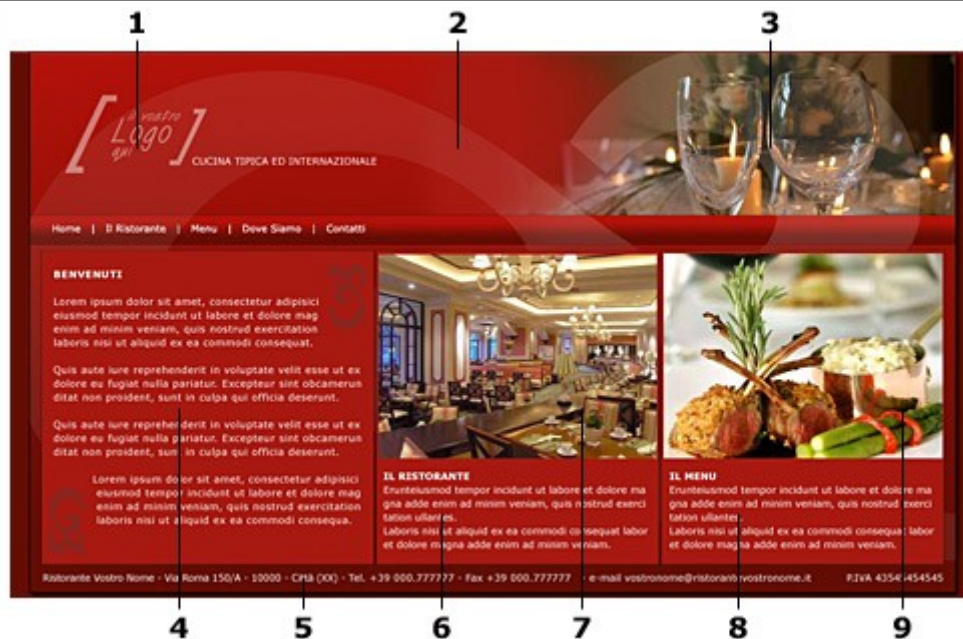 1 2 3
il vostro
Logo
qui
CUCINA TIPICA ED INTERNAZIONALE
Home | Il Ristorante | Menu | Dove Siamo | Contatti
BENVENUTI
Lorem ipsum dolor sit amet, consectetur adipisici
eiusmod tempor incidunt ut labore et dolore mag
enim ad minim veniam, quis nostrud exercitation
laboris nisi ut aliquid ex ea commodi consequat.
Quis aute iure reprehenderit in voluptate velit esse ut ex
dolore eu fugiat nulla pariatur. Excepteur sint obcamerun
ditat non proident, sunt in culpa qui officia deserunt.
Quis aute iure reprehenderit in voluptate velit esse ut ex
dolore eu fugiat nulla pariatur. Excepteur sint obcamerun
ditat non proident, sunt in culpa qui officia deserunt.
Lorem ipsum dolor sit amet, consectetur adipisici
eiusmod tempor incidunt ut labore et dolore mag
enim ad minim veniam, quis nostrud exercitation
laboris nisi ut aliquid ex ea commodi consequa.
IL RISTORANTE
Erunteiusmod tempor incidunt ut labore et dolore ma
gna adde enim ad minim veniam, quis nostrud exerci
tation ullantes.
Laboris nisi ut aliquid ex ea commodi consequat labor
et dolore magna adde enim ad minim veniam.
IL MENU
Erunteiusmod tempor incidunt ut labore et dolore ma
gna adde enim ad minim veniam, quis nostrud exerci
tation ullantes.
Laboris nisi ut aliquid ex ea commodi consequat labor
et dolore magna adde enim ad minim veniam.
Ristorante Vostro Nome - Via Roma 150/A - 10000 - Città (XX) - Tel. +39 000.777777 - Fax +39 000.777777 - e-mail vostronome@ristorantevostronome.it P.IVA 43545454545
4 5 6 7 8 9